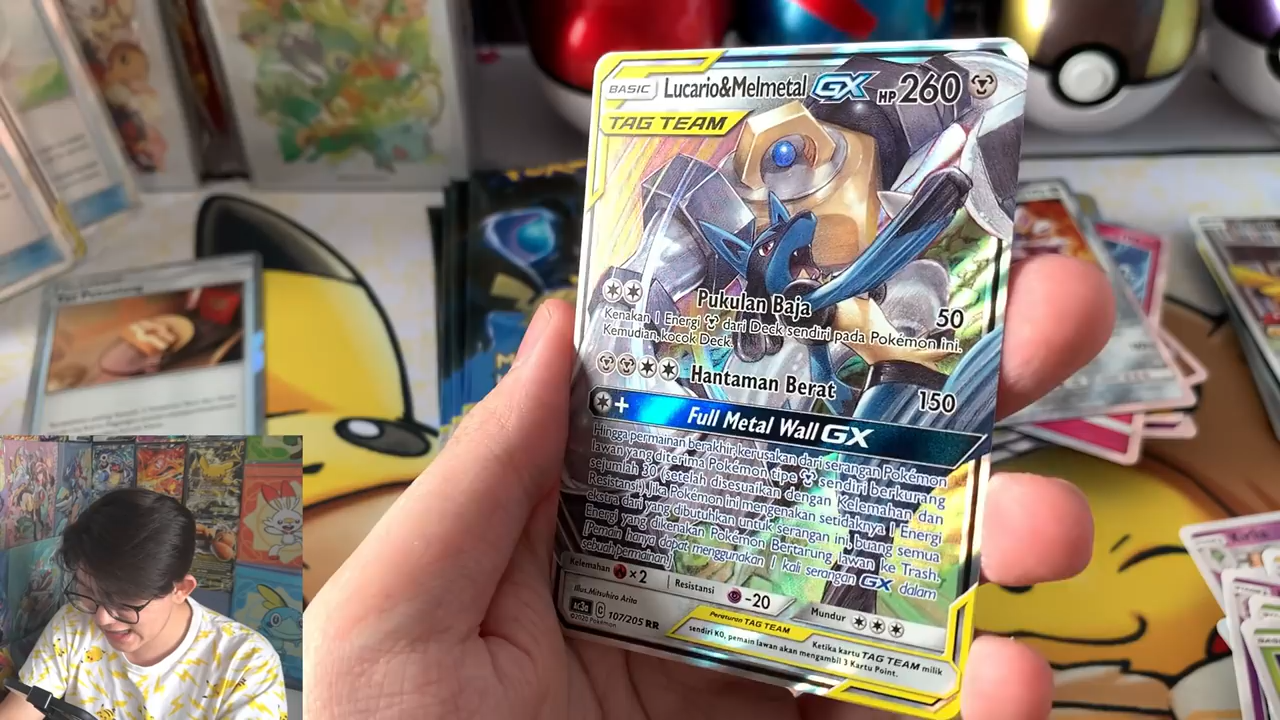 BASIC Lucario&Melmetal GX HP 260
TAG TEAM
Pukulan Baja 50
Kenakan 1 Energi dari Deck sendiri pada Pokémon ini.
Kemudian, kocok Deck.
Hantaman Berat 150
+ Full Metal Wall GX
Hingga permainan berakhir, kerusakan dari serangan Pokémon
lawan yang diterima Pokémon tipe sendiri berkurang
sejumlah 30 (setelah disesuaikan dengan Kelemahan dan
Resistansi). Jika Pokémon ini mengenakan setidaknya 1 Energi
ekstra dari yang dibutuhkan untuk serangan ini, buang semua
Energi yang dikenakan Pokémon Bertarung lawan ke Trash.
[Pemain hanya dapat menggunakan 1 kali serangan GX dalam
sebuah permainan.]
Kelemahan ×2 Resistansi -20 Mundur
Illus. Mitsuhiro Arita
AC3a C 107/205 RR
©2020 Pokémon
Peraturan TAG TEAM Ketika kartu TAG TEAM milik
sendiri KO, pemain lawan akan mengambil 3 Kartu Point.